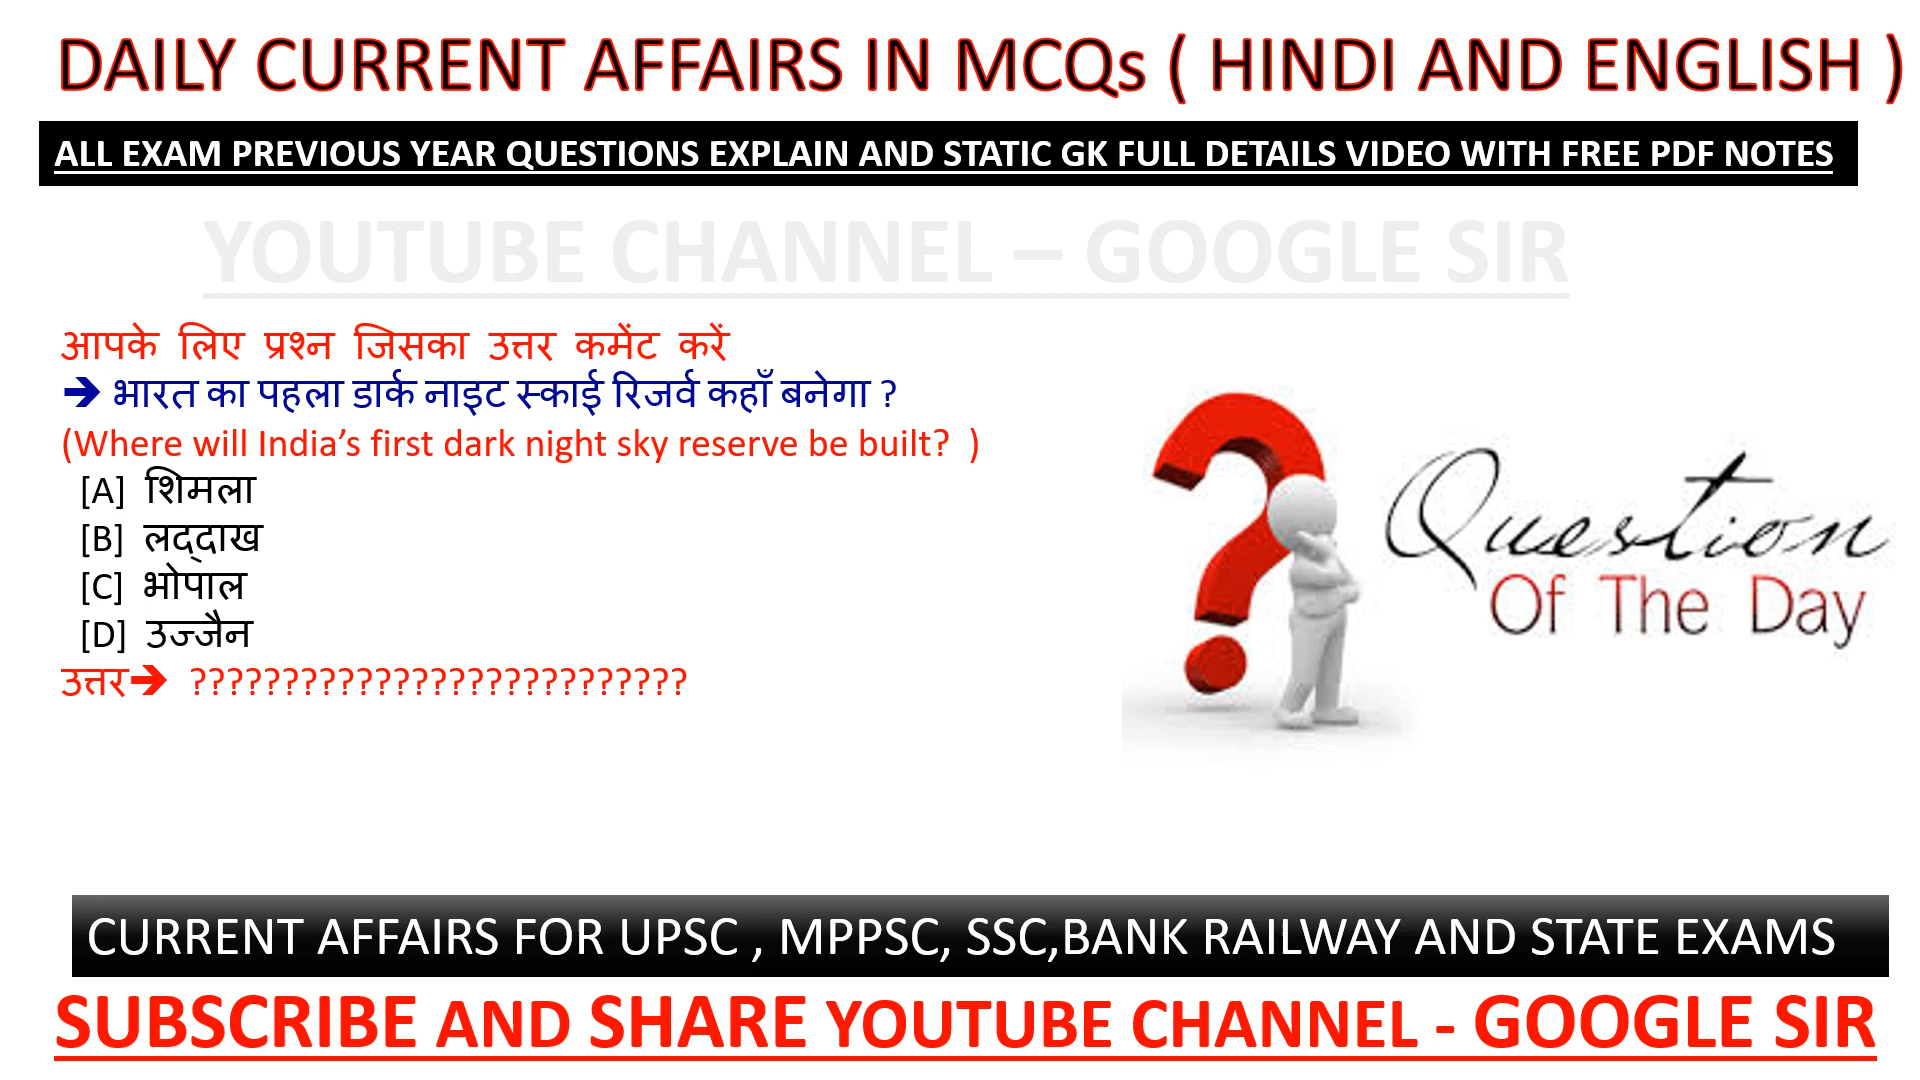 DAILY CURRENT AFFAIRS IN MCQs ( HINDI AND ENGLISH )
ALL EXAM PREVIOUS YEAR QUESTIONS EXPLAIN AND STATIC GK FULL DETAILS VIDEO WITH FREE PDF NOTES
YOUTUBE CHANNEL – GOOGLE SIR
आपके लिए प्रश्न जिसका उत्तर कमेंट करें
➔ भारत का पहला डार्क नाइट स्काई रिजर्व कहाँ बनेगा ?
(Where will India’s first dark night sky reserve be built? )
[A] शिमला
[B] लद्दाख
[C] भोपाल
[D] उज्जैन
उत्तर➔ ???????????????????????????
Question
Of The Day
CURRENT AFFAIRS FOR UPSC , MPPSC, SSC,BANK RAILWAY AND STATE EXAMS
SUBSCRIBE AND SHARE YOUTUBE CHANNEL - GOOGLE SIR